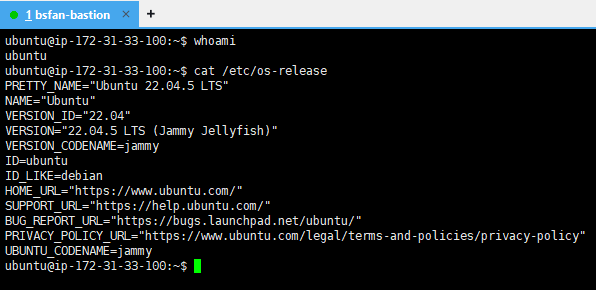 1 bsfan-bastion
ubuntu@ip-172-31-33-100:~$ whoami
ubuntu
ubuntu@ip-172-31-33-100:~$ cat /etc/os-release
PRETTY_NAME="Ubuntu 22.04.5 LTS"
NAME="Ubuntu"
VERSION_ID="22.04"
VERSION="22.04.5 LTS (Jammy Jellyfish)"
VERSION_CODENAME=jammy
ID=ubuntu
ID_LIKE=debian
HOME_URL="https://www.ubuntu.com/"
SUPPORT_URL="https://help.ubuntu.com/"
BUG_REPORT_URL="https://bugs.launchpad.net/ubuntu/"
PRIVACY_POLICY_URL="https://www.ubuntu.com/legal/terms-and-policies/privacy-policy"
UBUNTU_CODENAME=jammy
ubuntu@ip-172-31-33-100:~$